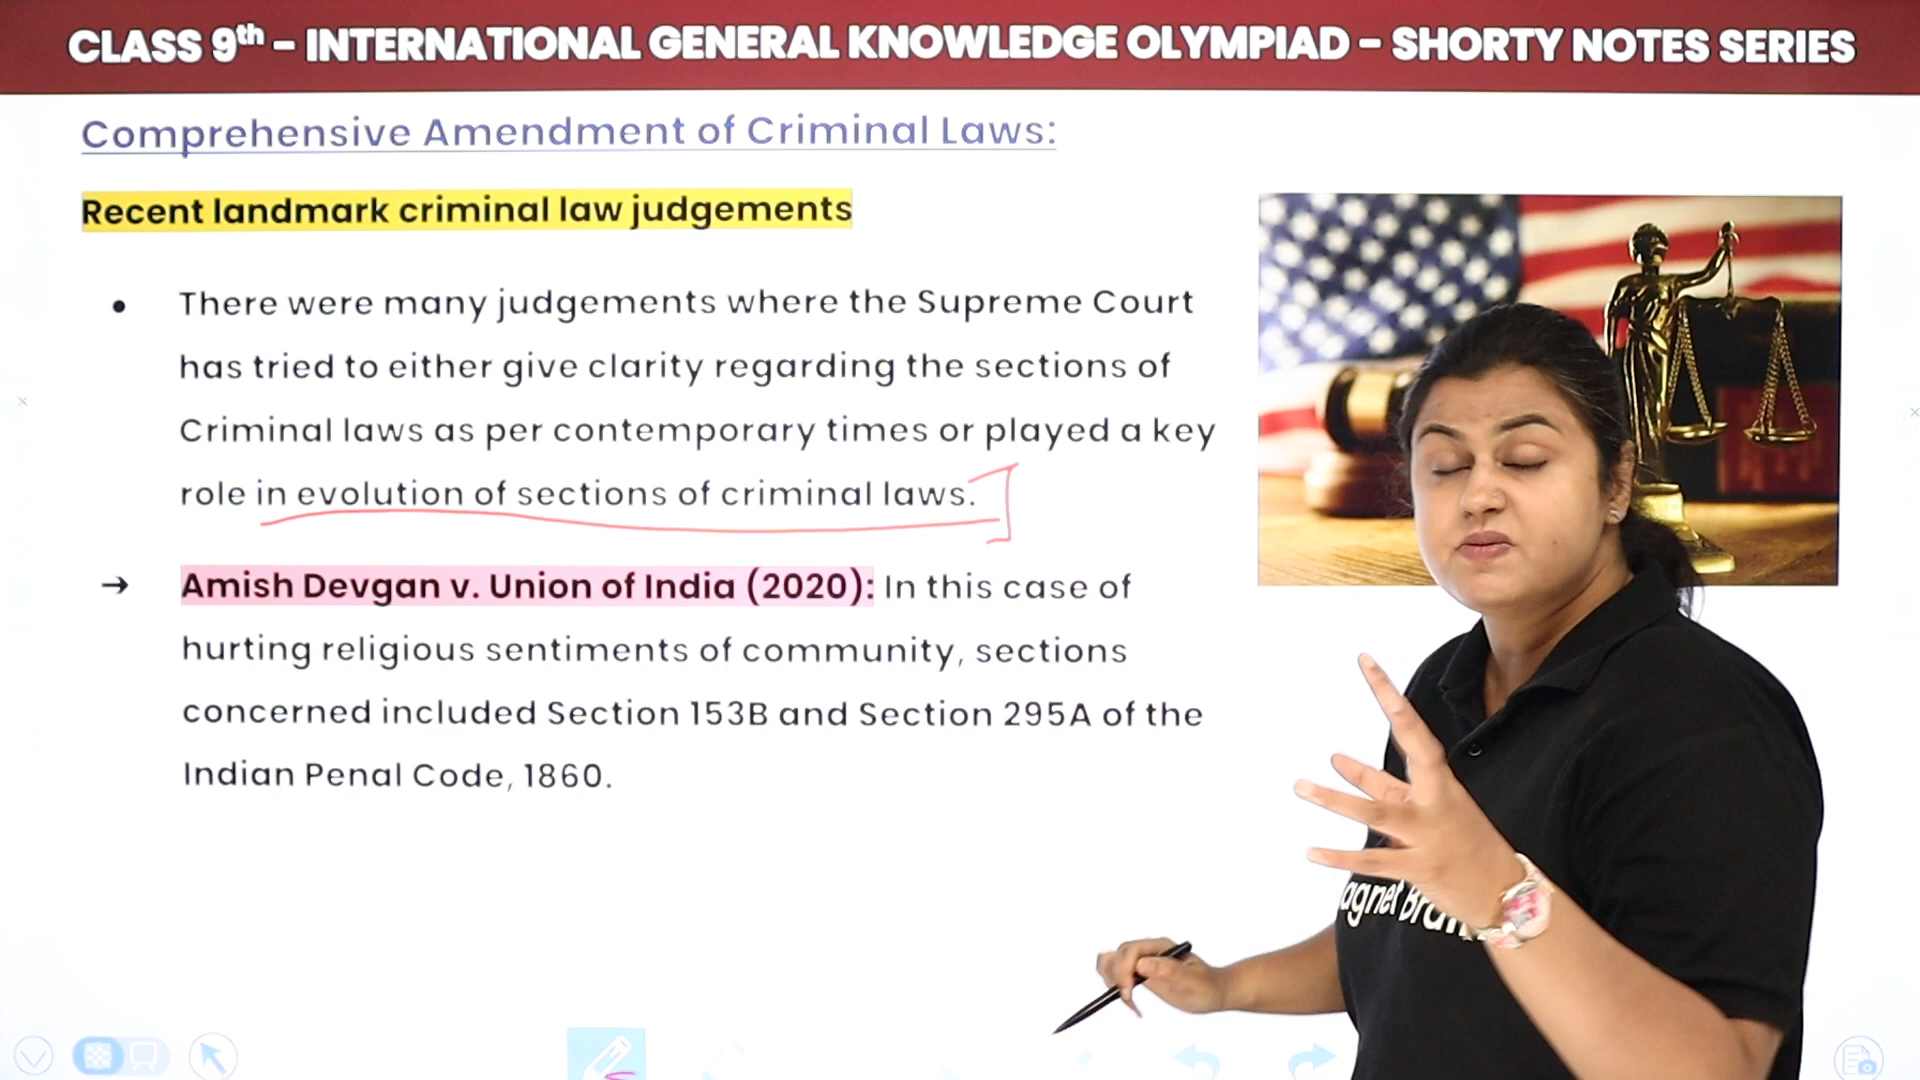 CLASS 9th - INTERNATIONAL GENERAL KNOWLEDGE OLYMPIAD - SHORTY NOTES SERIES
Comprehensive Amendment of Criminal Laws:
Recent landmark criminal law judgements
• There were many judgements where the Supreme Court
has tried to either give clarity regarding the sections of
Criminal laws as per contemporary times or played a key
role in evolution of sections of criminal laws.
→ Amish Devgan v. Union of India (2020): In this case of
hurting religious sentiments of community, sections
concerned included Section 153B and Section 295A of the
Indian Penal Code, 1860.